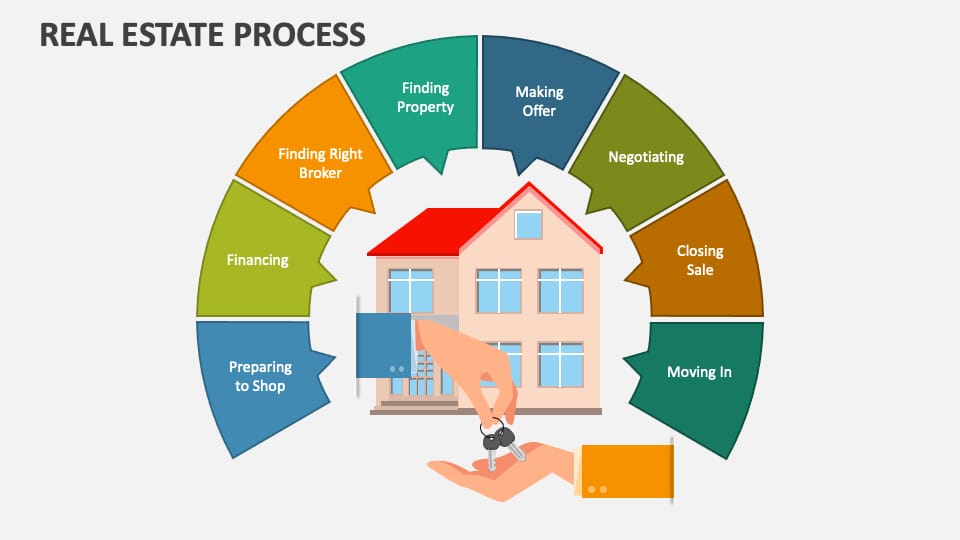 REAL ESTATE PROCESS
Preparing
to Shop
Financing
Finding Right
Broker
Finding
Property
Making
Offer
Negotiating
Closing
Sale
Moving In